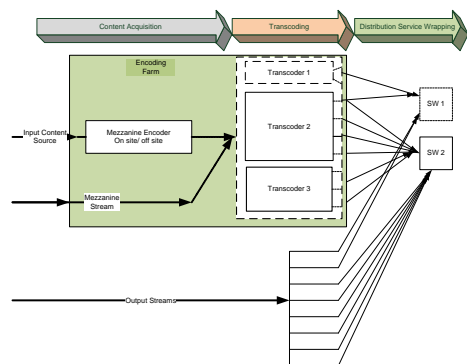 Content Acquisition
Transcoding
Distribution Service Wrapping
Encoding
Farm
Transcoder 1
SW 1
Input Content
Source
Mezzanine Encoder
On site/ off site
Transcoder 2
SW 2
Transcoder 3
Mezzanine
Stream
Output Streams